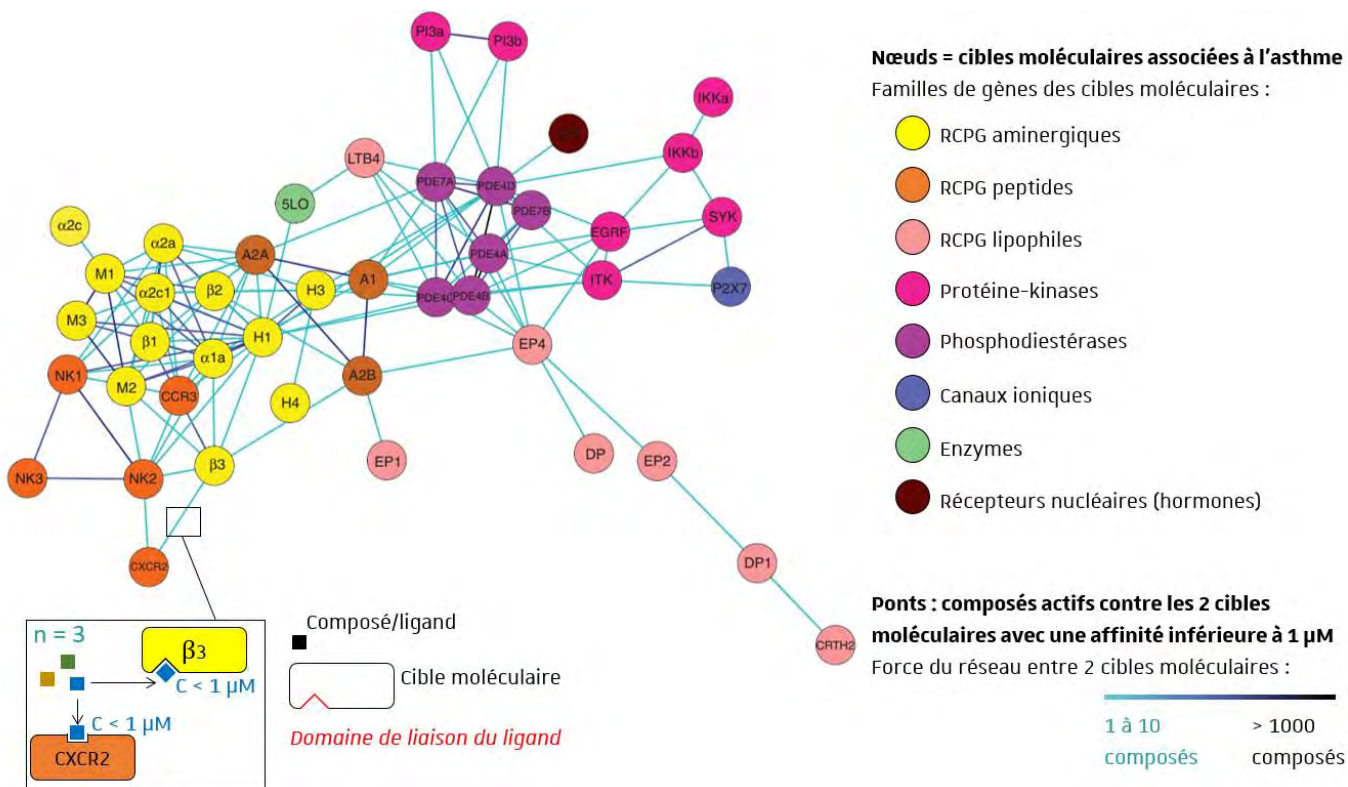 PI3a
PI3b
IKKa
IKKb
LTB4
PDE7A
PDE4D
PDE7B
5LO
SYK
EGRF
α2c
α2a
A2A
M1
PDE4A
H3
A1
ITK
P2X7
α2c1
β2
PDE4B
M3
β1
H1
EP4
α1a
NK1
M2
A2B
CCR3
H4
β3
EP1
DP
EP2
NK3
NK2
CXCR2
DP1
CRTH2
Nœuds = cibles moléculaires associées à l’asthme
Familles de gènes des cibles moléculaires :
RCPG aminergiques
RCPG peptides
RCPG lipophiles
Protéine-kinases
Phosphodiestérases
Canaux ioniques
Enzymes
Récepteurs nucléaires (hormones)
Ponts : composés actifs contre les 2 cibles
moléculaires avec une affinité inférieure à 1 µM
Force du réseau entre 2 cibles moléculaires :
1 à 10
composés
> 1000
composés
n = 3
β3
C < 1 µM
C < 1 µM
CXCR2
Composé/ligand
Cible moléculaire
Domaine de liaison du ligand